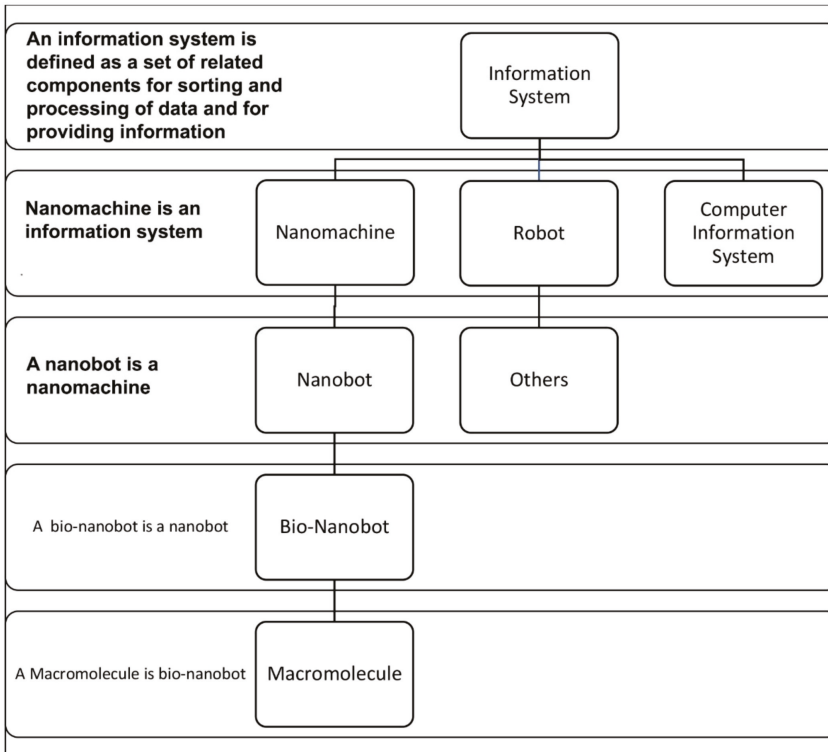 An information system is
defined as a set of related
components for sorting and
processing of data and for
providing information
Information
System
Nanomachine is an
information system
Nanomachine
Robot
Computer
Information
System
A nanobot is a
nanomachine
Nanobot
Others
A bio-nanobot is a nanobot
Bio-Nanobot
A Macromolecule is bio-nanobot
Macromolecule